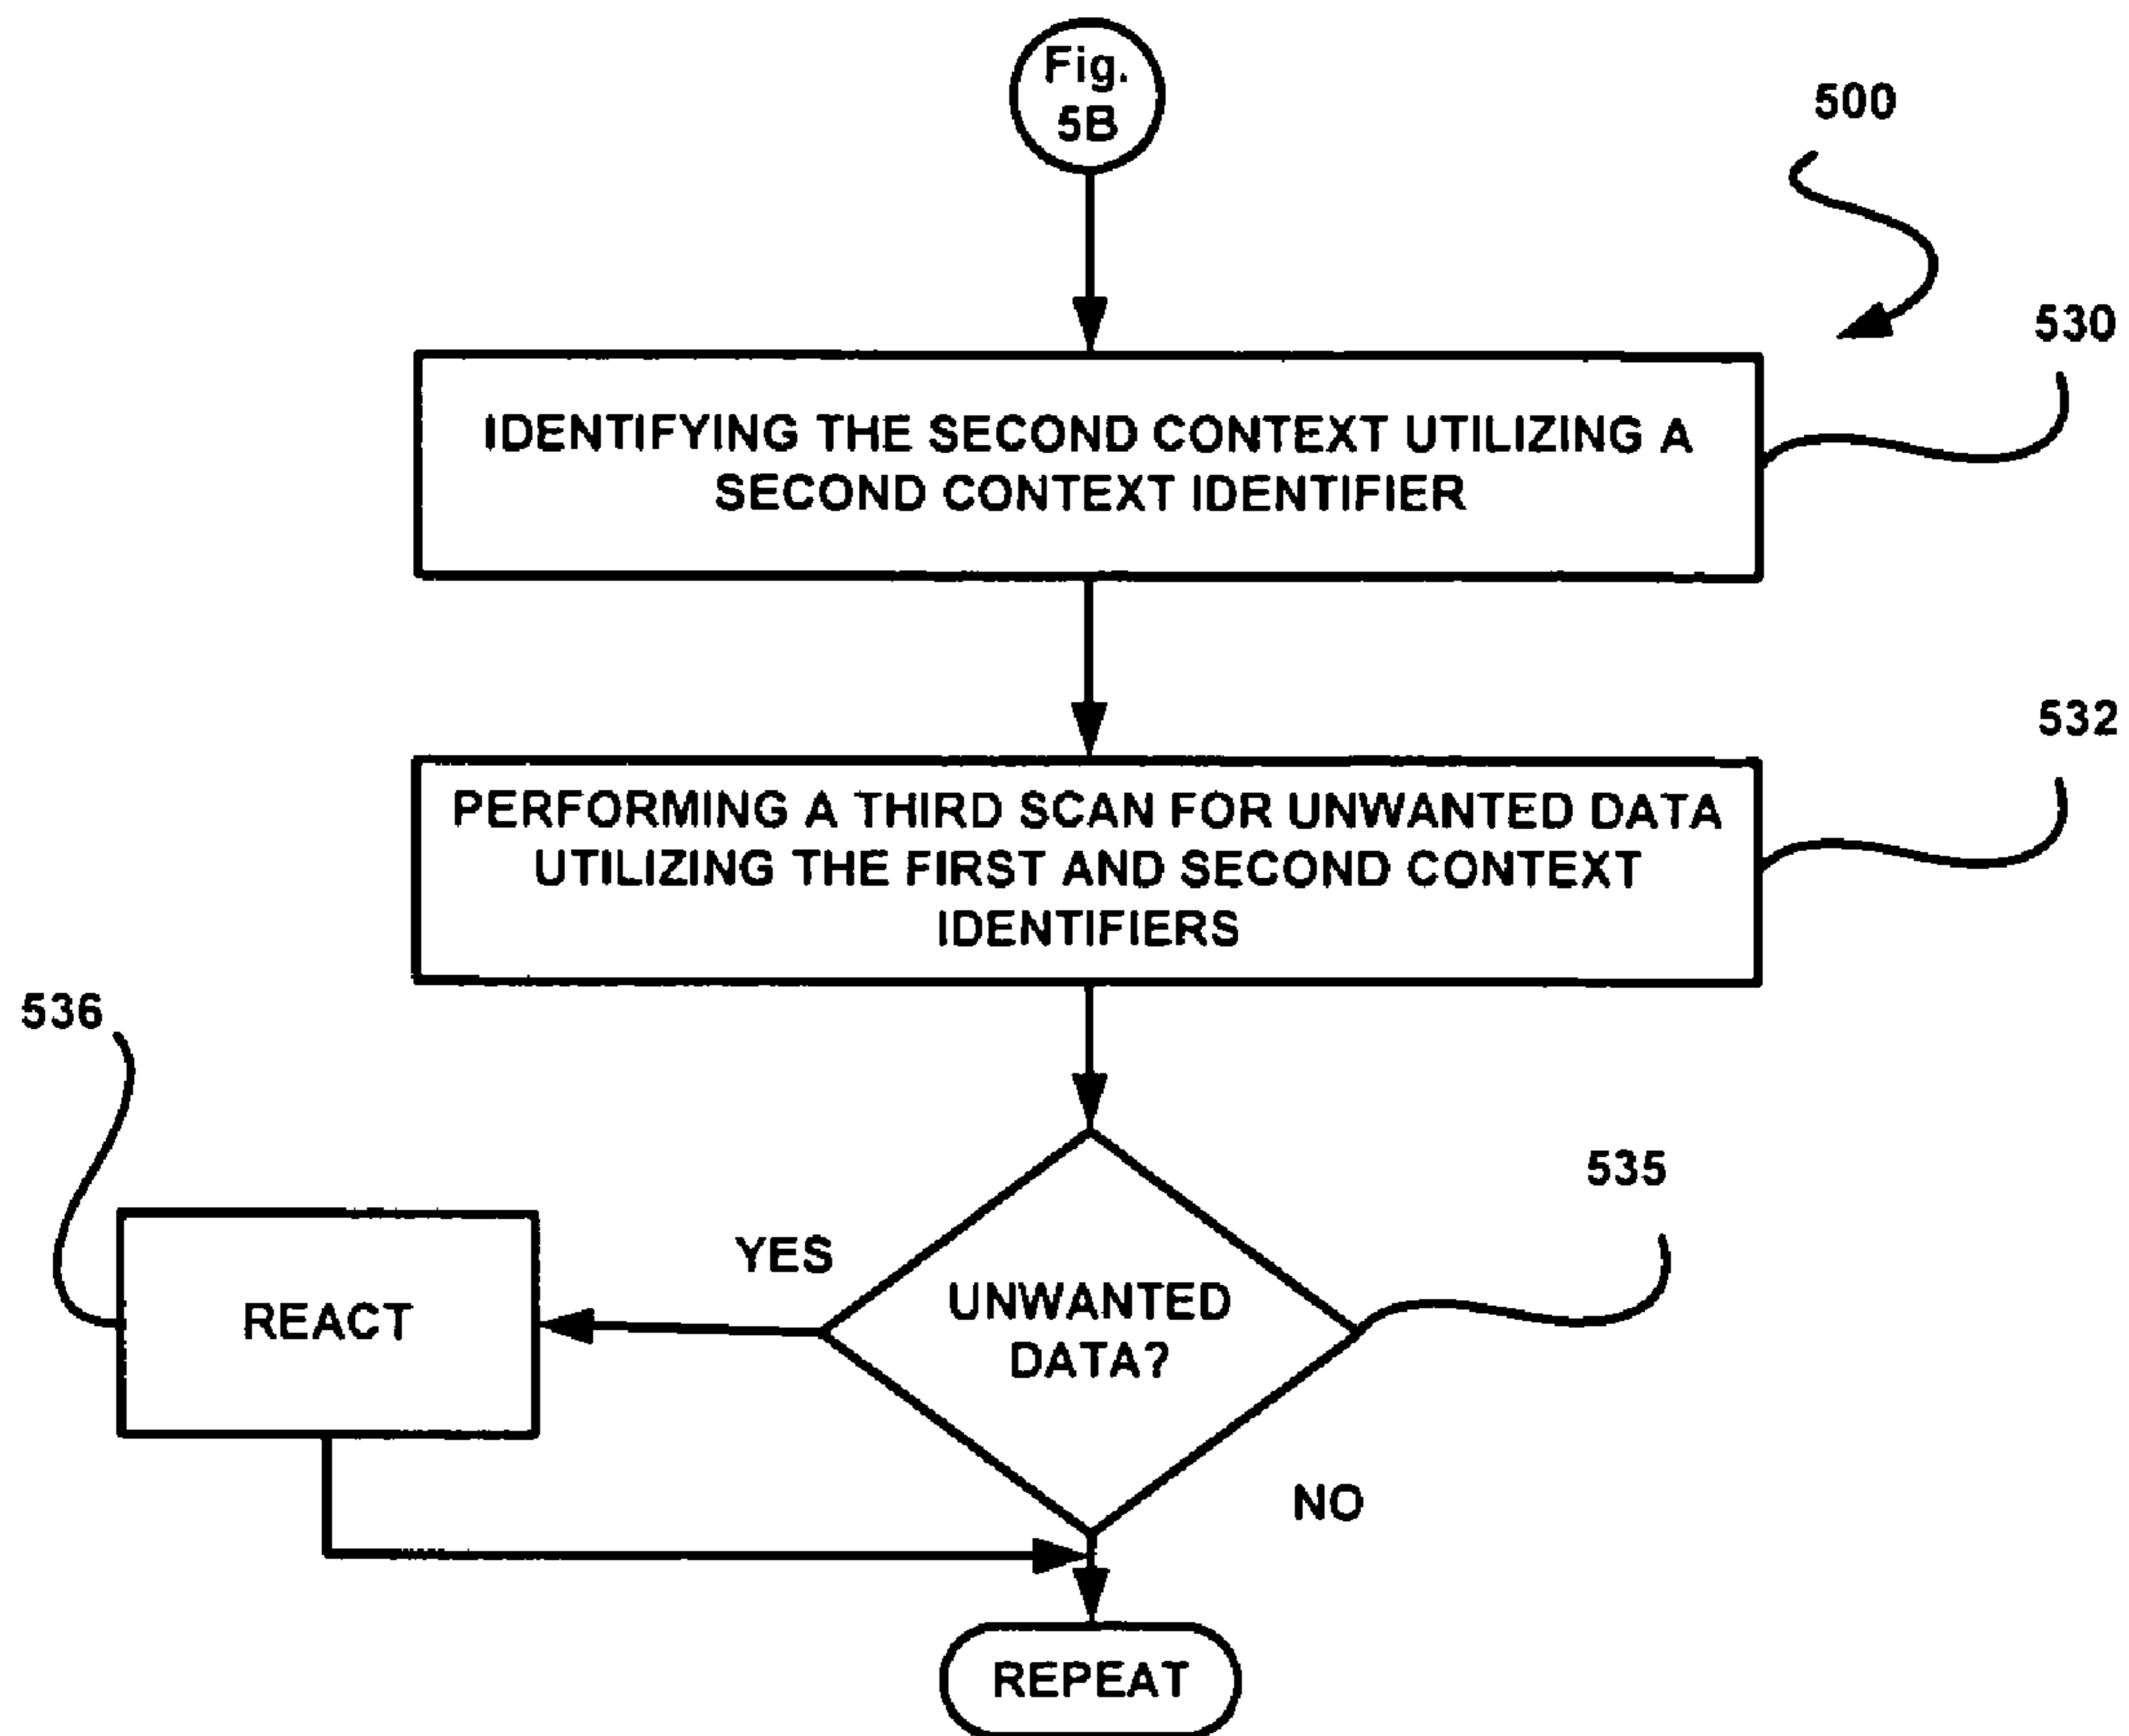 Fig.
5B
500
530
IDENTIFYING THE SECOND CONTEXT UTILIZING A
SECOND CONTEXT IDENTIFIER
532
PERFORMING A THIRD SCAN FOR UNWANTED DATA
UTILIZING THE FIRST AND SECOND CONTEXT
IDENTIFIERS
536
535
YES
UNWANTED
DATA?
REACT
NO
REPEAT